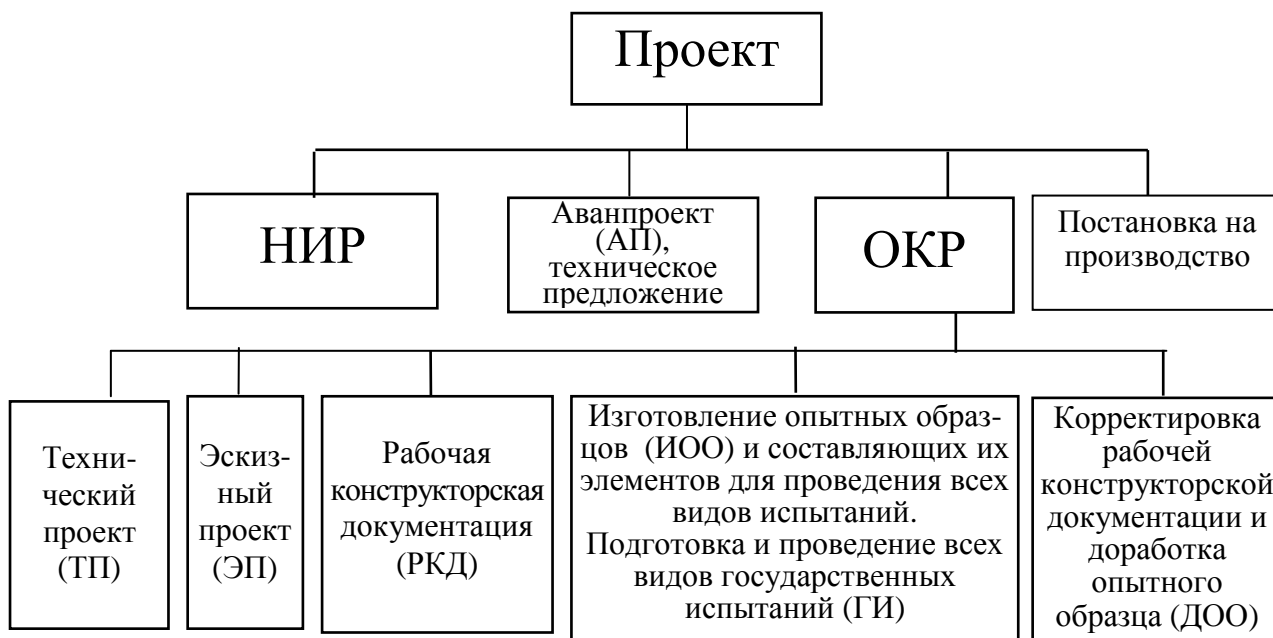 Проект
НИР
Аванпроект
(АП),
техническое
предложение
ОКР
Постановка на
производство
Техни-
ческий
проект
(ТП)
Эскиз-
ный
проект
(ЭП)
Рабочая
конструкторская
документация
(РКД)
Изготовление опытных образ-
цов (ИОО) и составляющих их
элементов для проведения всех
видов испытаний.
Подготовка и проведение всех
видов государственных
испытаний (ГИ)
Корректировка
рабочей
конструкторской
документации и
доработка
опытного
образца (ДОО)